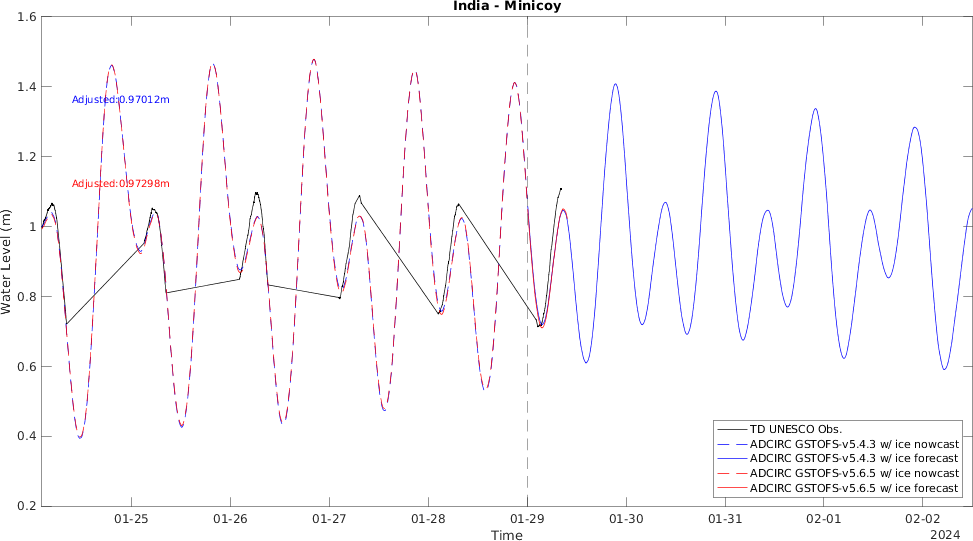 India - Minicoy
1.6
1.4
1.2
1
0.8
0.6
0.4
0.2
Water Level (m)
Adjusted:0.97012m
Adjusted:0.97298m
TD UNESCO Obs.
ADCIRC GSTOFS-v5.4.3 w/ ice nowcast
ADCIRC GSTOFS-v5.4.3 w/ ice forecast
ADCIRC GSTOFS-v5.6.5 w/ ice nowcast
ADCIRC GSTOFS-v5.6.5 w/ ice forecast
01-25 01-26 01-27 01-28 01-29 01-30 01-31 02-01 02-02
Time
2024